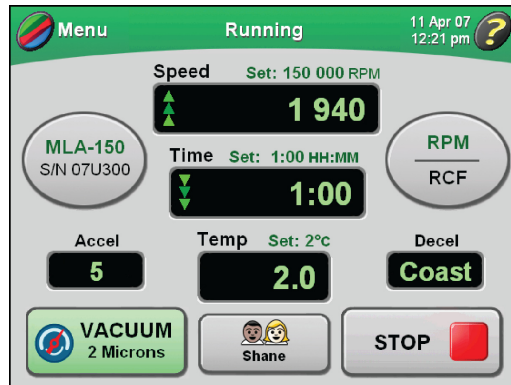 Menu
Running
11 Apr 07
12:21 pm
?
Speed Set: 150 000 RPM
1 940
MLA-150
S/N 07U300
Time Set: 1:00 HH:MM
1:00
RPM
RCF
Accel
5
Temp Set: 2°c
2.0
Decel
Coast
VACUUM
2 Microns
Shane
STOP